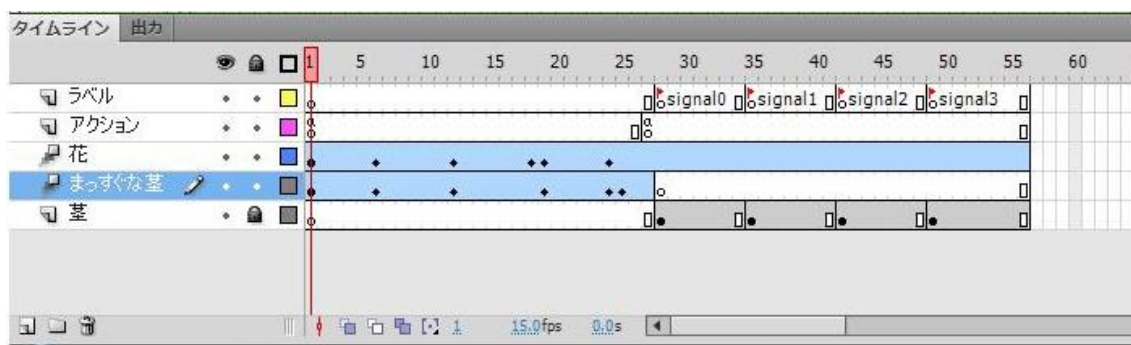 タイムライン 出力
1 5 10 15 20 25 30 35 40 45 50 55 60
ラベル signal0 signal1 signal2 signal3
アクション a a
花
まっすぐな茎
茎
1 15.0fps 0.0s